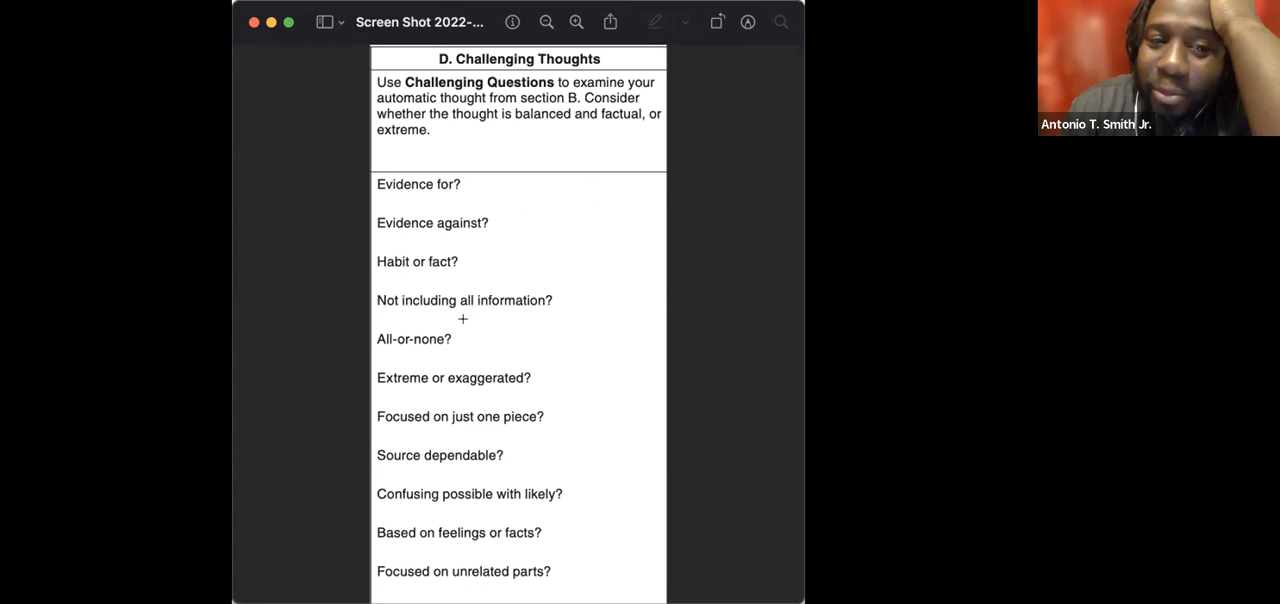 Screen Shot 2022-...
D. Challenging Thoughts
Use Challenging Questions to examine your
automatic thought from section B. Consider
whether the thought is balanced and factual, or
extreme.
Evidence for?
Evidence against?
Habit or fact?
Not including all information?
All-or-none?
Extreme or exaggerated?
Focused on just one piece?
Source dependable?
Confusing possible with likely?
Based on feelings or facts?
Focused on unrelated parts?
Antonio T. Smith Jr.